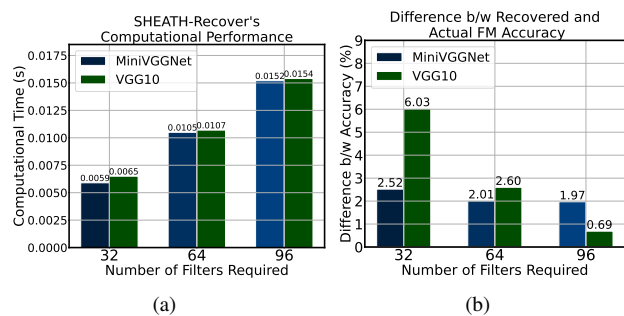 SHEATH-Recover's
Computational Performance
Computational Time (s)
0.0175
0.0150
0.0125
0.0100
0.0075
0.0050
0.0025
0.0000
MiniVGGNet
VGG10
0.0059
0.0065
0.0105
0.0107
0.0152
0.0154
32
64
96
Number of Filters Required
(a)
Difference b/w Recovered and
Actual FM Accuracy
Difference b/w Accuracy (%)
9
8
7
6
5
4
3
2
1
0
MiniVGGNet
VGG10
2.52
6.03
2.01
2.60
1.97
0.69
32
64
96
Number of Filters Required
(b)